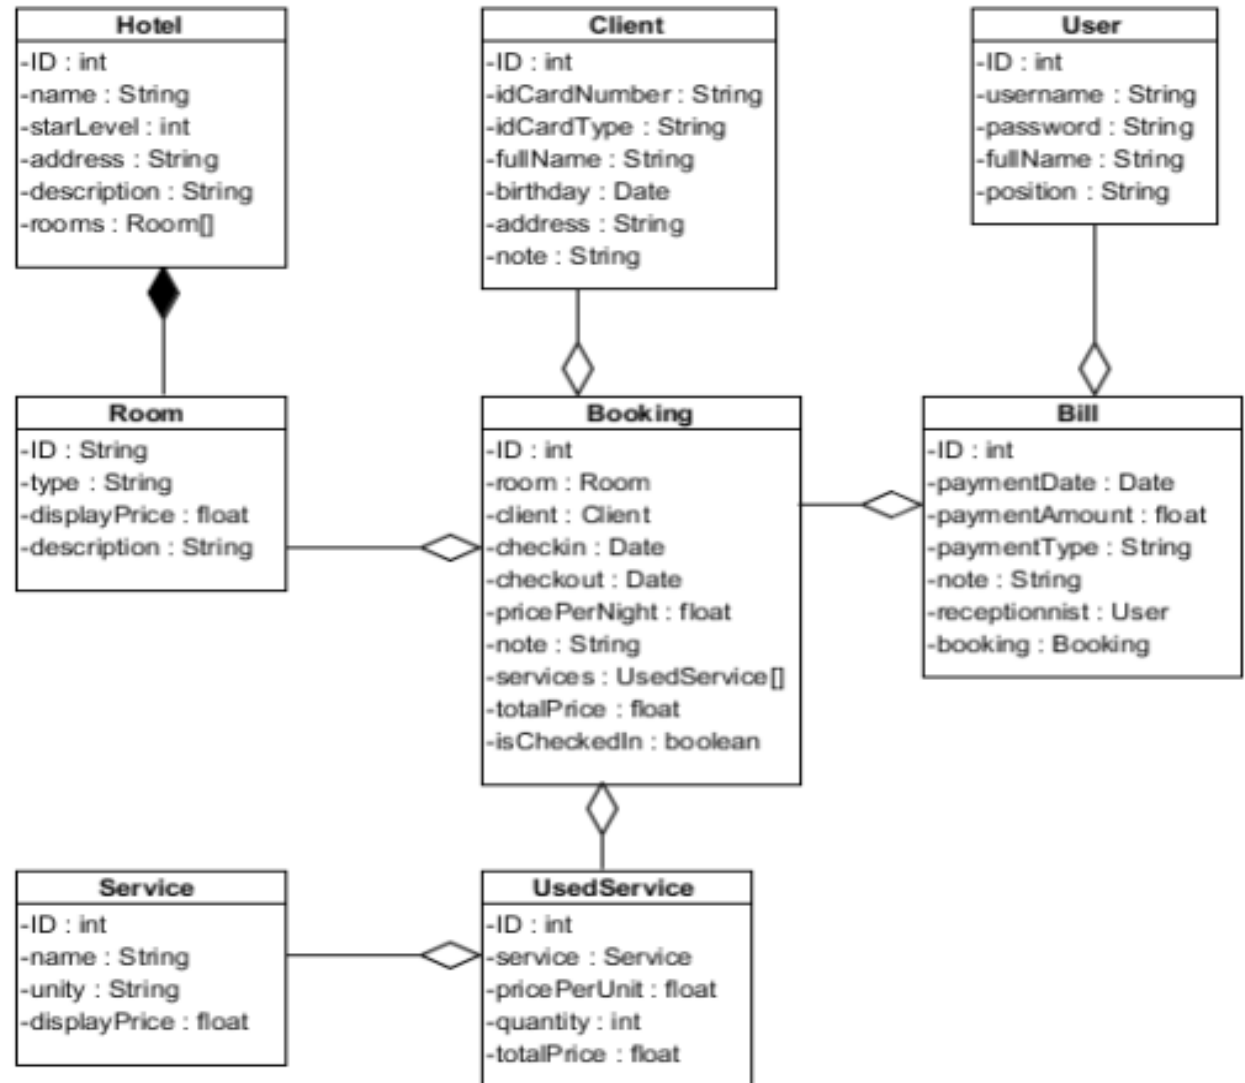 Hotel
-ID : int
-name : String
-starLevel : int
-address : String
-description : String
-rooms : Room[]
Client
-ID : int
-idCardNumber : String
-idCardType : String
-fullName : String
-birthday : Date
-address : String
-note : String
User
-ID : int
-username : String
-password : String
-fullName : String
-position : String
Room
-ID : String
-type : String
-displayPrice : float
-description : String
Booking
-ID : int
-room : Room
-client : Client
-checkin : Date
-checkout : Date
-pricePerNight : float
-note : String
-services : UsedService[]
-totalPrice : float
-isCheckedIn : boolean
Bill
-ID : int
-paymentDate : Date
-paymentAmount : float
-paymentType : String
-note : String
-receptionnist : User
-booking : Booking
Service
-ID : int
-name : String
-unity : String
-displayPrice : float
UsedService
-ID : int
-service : Service
-pricePerUnit : float
-quantity : int
-totalPrice : float